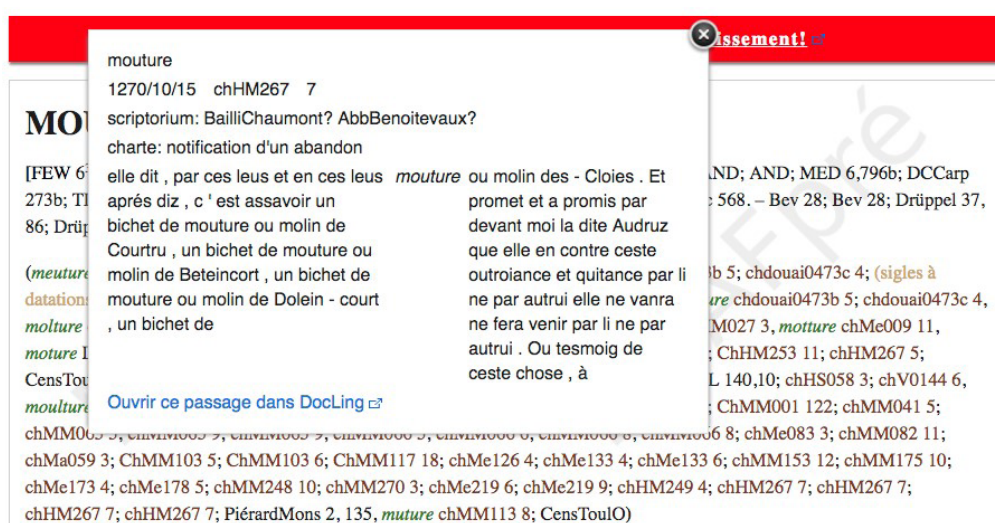 issement!
mouture
1270/10/15 chHM267 7
scriptorium: BailliChaumont? AbbBenoitevaux?
charte: notification d'un abandon
elle dit , par ces leus et en ces leus
aprés diz , c ' est assavoir un
bichet de mouture ou molin de
Courtru , un bichet de mouture ou
molin de Beteincort , un bichet de
mouture ou molin de Dolein - court
, un bichet de
mouture
ou molin des - Cloies . Et
promet et a promis par
devant moi la dite Audruz
que elle en contre ceste
outroiance et quitance par li
ne par autrui elle ne vanra
ne fera venir par li ne par
autrui . Ou tesmoig de
ceste chose , à
Ouvrir ce passage dans DocLing
MOU
[FEW 6 AND; AND; MED 6,796b; DCCarp
273b; 568. – Bev 28; Bev 28; Drüppel 37,
86; Drüp
(meuture 5; chdouai0473c 4; (sigles à
datations ure chdouai0473b 5; chdouai0473c 4,
molture M027 3, motture chMe009 11,
moture ; ChHM253 11; chHM267 5;
CensTou L 140,10; chHS058 3; chV0144 6,
moulture ; ChMM001 122; chMM041 5;
66 8; chMe083 3; chMM082 11;
chMa059 3; ChMM103 5; ChMM103 6; ChMM117 18; chMe126 4; chMe133 4; chMe133 6; chMM153 12; chMM175 10;
chMe173 4; chMe178 5; chMM248 10; chMM270 3; chMe219 6; chMe219 9; chHM249 4; chHM267 7; chHM267 7;
chHM267 7; chHM267 7; PiérardMons 2, 135, muture chMM113 8; CensToulO)
AFpré